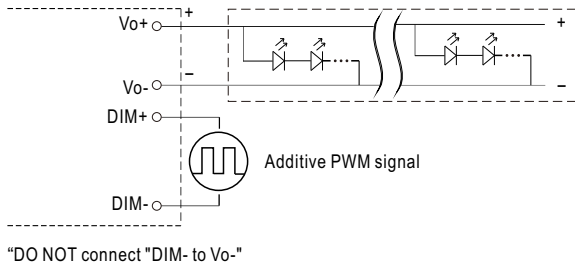 Vo+
+
+
Vo-
−
−
DIM+
Additive PWM signal
DIM-
“DO NOT connect "DIM- to Vo-"